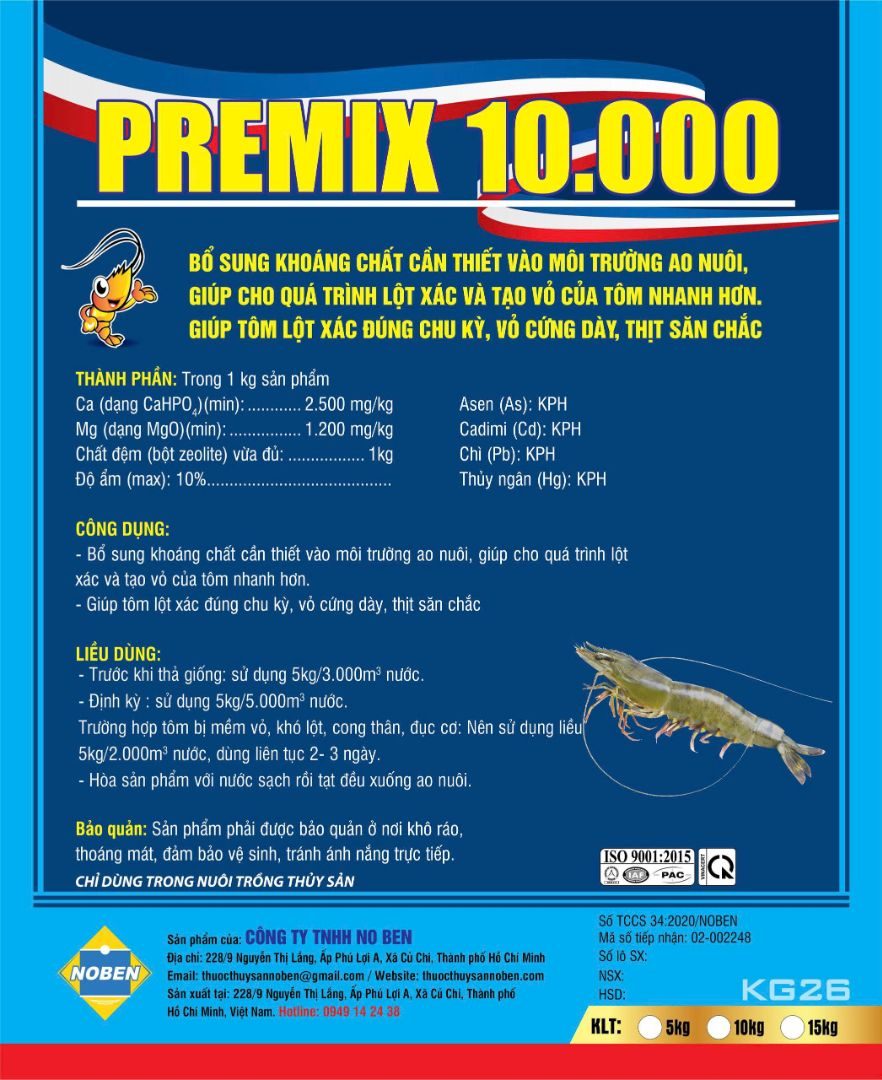 PREMIX 10.000
BỔ SUNG KHOÁNG CHẤT CẦN THIẾT VÀO MÔI TRƯỜNG AO NUÔI,
GIÚP CHO QUÁ TRÌNH LỘT XÁC VÀ TẠO VỎ CỦA TÔM NHANH HƠN.
GIÚP TÔM LỘT XÁC ĐÚNG CHU KỲ, VỎ CỨNG DÀY, THỊT SĂN CHẮC
THÀNH PHẦN: Trong 1 kg sản phẩm
Ca (dạng CaHPO4)(min): ............ 2.500 mg/kg
Mg (dạng MgO)(min): ................ 1.200 mg/kg
Chất đệm (bột zeolite) vừa đủ: ................. 1kg
Độ ẩm (max): 10%.........................................
Asen (As): KPH
Cadimi (Cd): KPH
Chì (Pb): KPH
Thủy ngân (Hg): KPH
CÔNG DỤNG:
- Bổ sung khoáng chất cần thiết vào môi trường ao nuôi, giúp cho quá trình lột
xác và tạo vỏ của tôm nhanh hơn.
- Giúp tôm lột xác đúng chu kỳ, vỏ cứng dày, thịt săn chắc
LIỀU DÙNG:
- Trước khi thả giống: sử dụng 5kg/3.000m³ nước.
- Định kỳ : sử dụng 5kg/5.000m³ nước.
Trường hợp tôm bị mềm vỏ, khó lột, cong thân, đục cơ: Nên sử dụng liều
5kg/2.000m³ nước, dùng liên tục 2- 3 ngày.
- Hòa sản phẩm với nước sạch rồi tạt đều xuống ao nuôi.
Bảo quản: Sản phẩm phải được bảo quản ở nơi khô ráo,
thoáng mát, đảm bảo vệ sinh, tránh ánh nắng trực tiếp.
CHỈ DÙNG TRONG NUÔI TRỒNG THỦY SẢN
ISO 9001:2015
IAF
PAC
VINACERT
NOBEN
Sản phẩm của: CÔNG TY TNHH NO BEN
Địa chỉ: 228/9 Nguyễn Thị Lắng, Ấp Phú Lợi A, Xã Củ Chi, Thành phố Hồ Chí Minh
Email: thuocthuysannoben@gmail.com / Website: thuocthuysannoben.com
Sản xuất tại: 228/9 Nguyễn Thị Lắng, Ấp Phú Lợi A, Xã Củ Chi, Thành phố
Hồ Chí Minh, Việt Nam. Hotline: 0949 14 24 38
Số TCCS 34:2020/NOBEN
Mã số tiếp nhận: 02-002248
Số lô SX:
NSX:
HSD:
KG26
KLT: 5kg 10kg 15kg